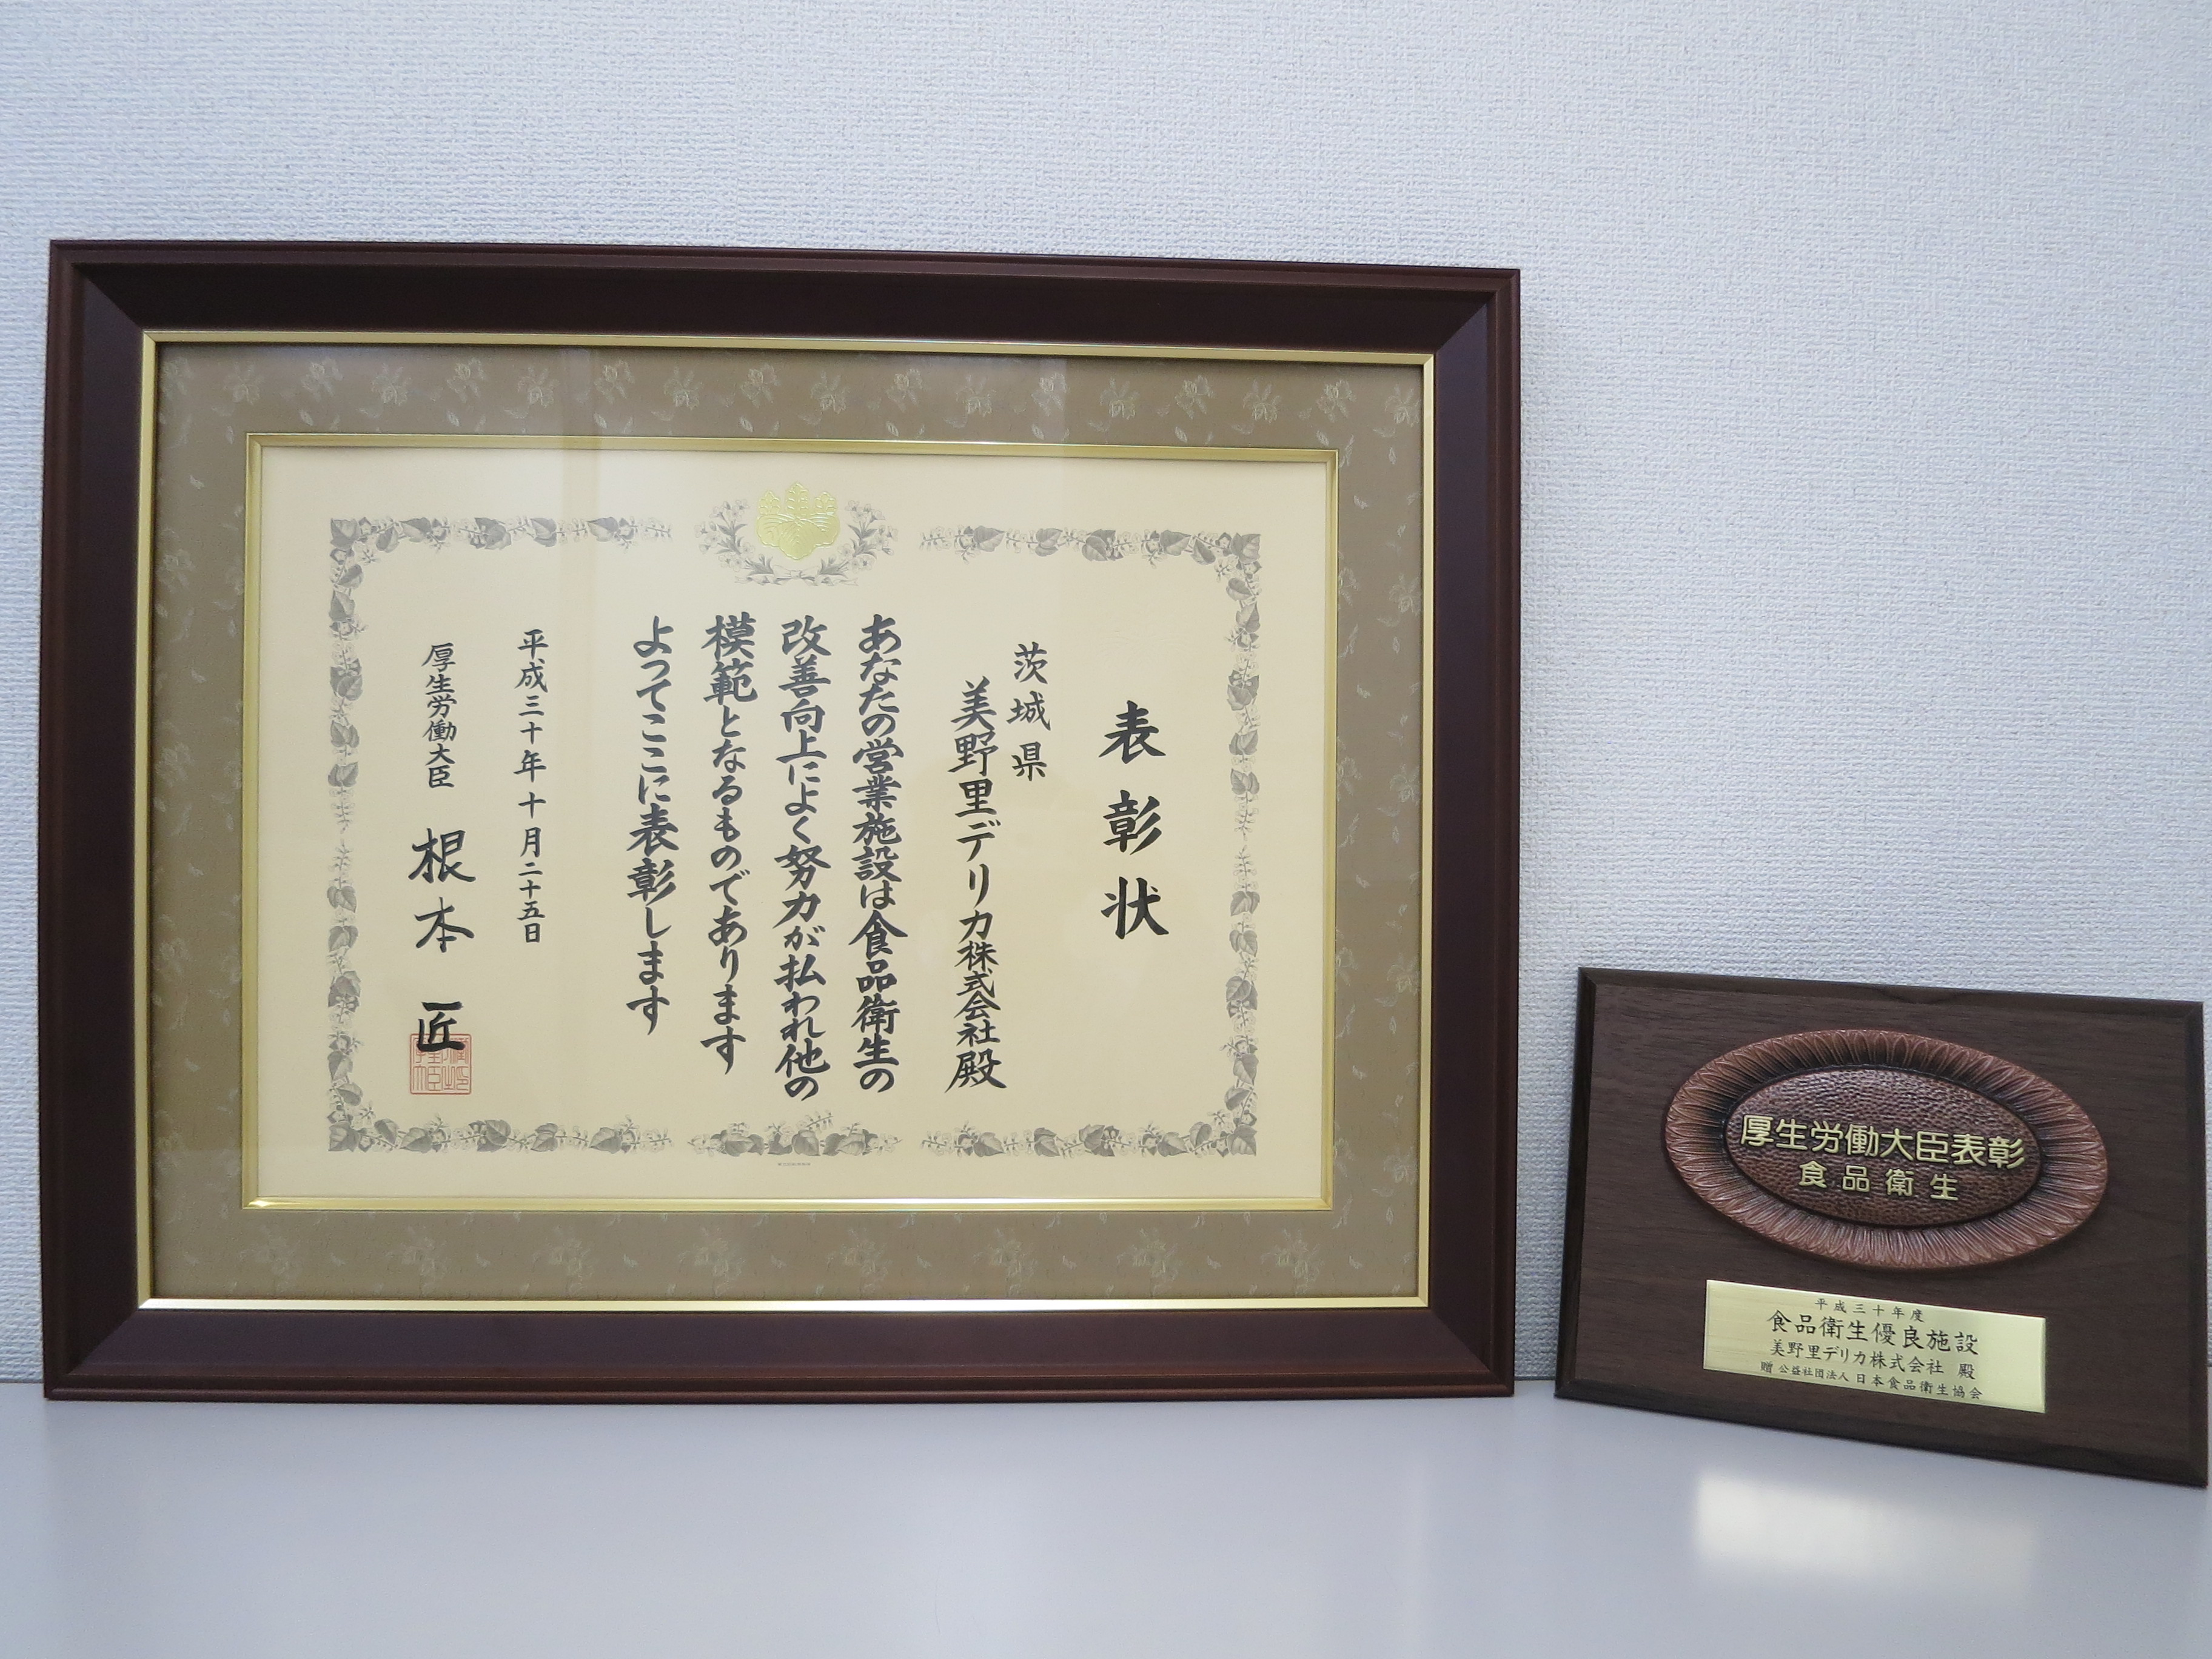 表彰状
茨城県
美野里デリカ株式会社殿
あなたの営業施設は食品衛生の
改善向上によく努力が払われ他の
模範となるものであります
よってここに表彰します
平成三十年十月二十五日
厚生労働大臣 根本 匠
厚生労働大臣表彰
食品衛生
平成三十年度
食品衛生優良施設
美野里デリカ株式会社 殿
贈 公益社団法人 日本食品衛生協会